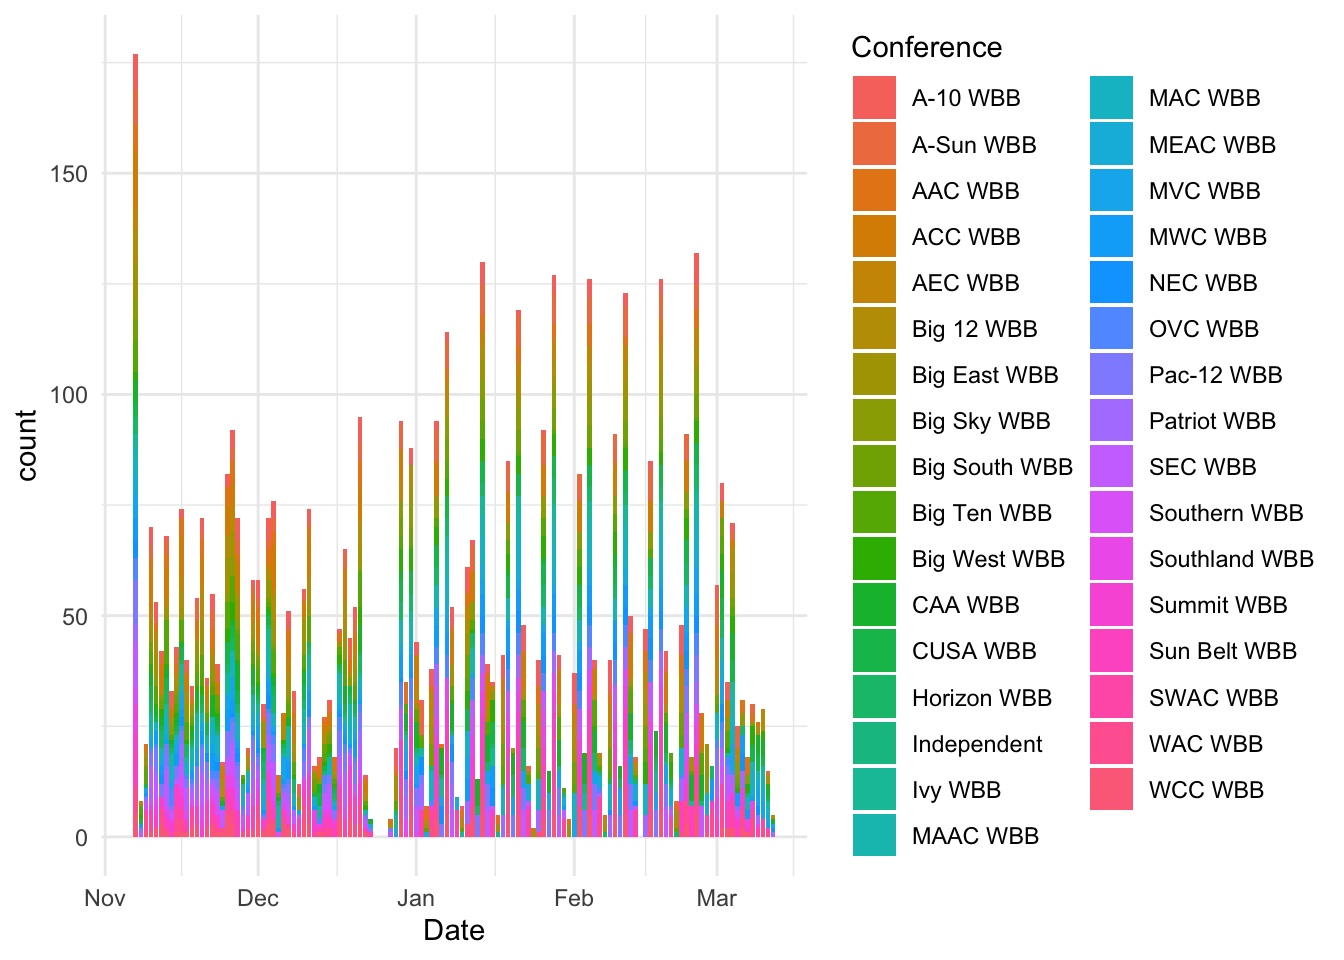 Conference
A-10 WBB
A-Sun WBB
AAC WBB
ACC WBB
AEC WBB
Big 12 WBB
Big East WBB
Big Sky WBB
Big South WBB
Big Ten WBB
Big West WBB
CAA WBB
CUSA WBB
Horizon WBB
Independent
Ivy WBB
MAAC WBB
MAC WBB
MEAC WBB
MVC WBB
MWC WBB
NEC WBB
OVC WBB
Pac-12 WBB
Patriot WBB
SEC WBB
Southern WBB
Southland WBB
Summit WBB
Sun Belt WBB
SWAC WBB
WAC WBB
WCC WBB
count
150
100
50
0
Nov Dec Jan Feb Mar
Date